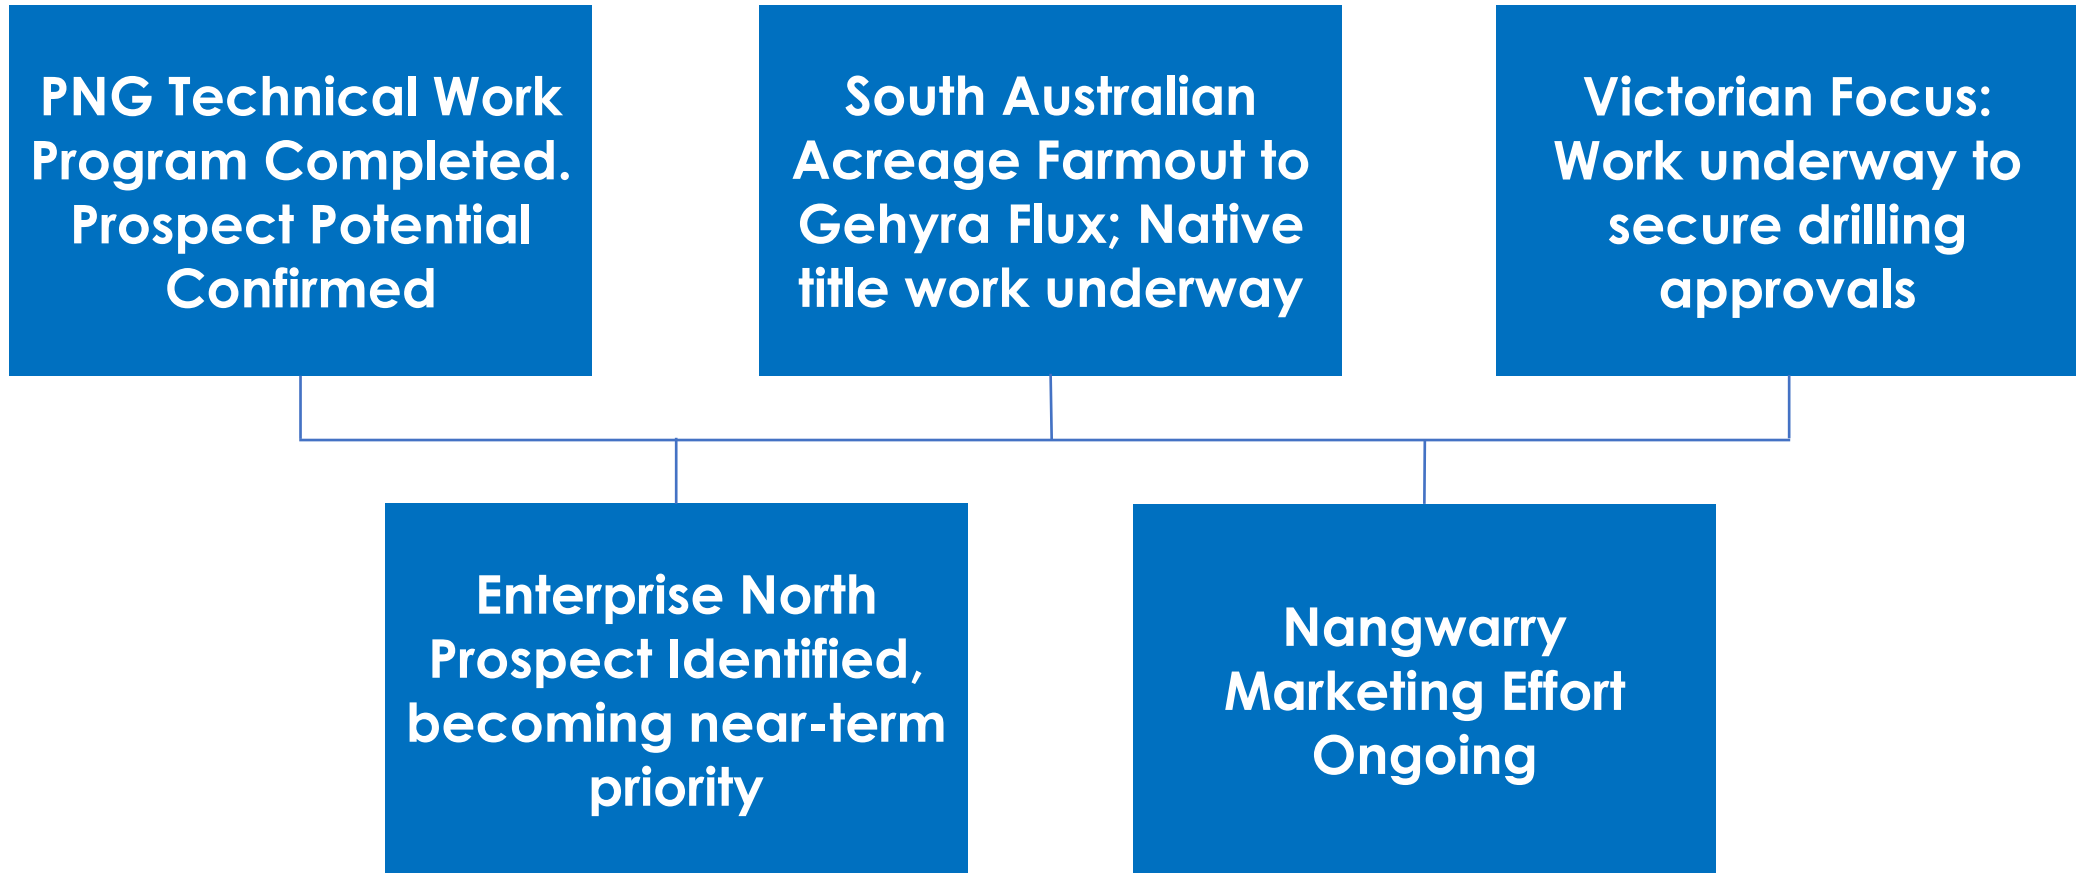 PNG Technical Work
Program Completed.
Prospect Potential
Confirmed
South Australian
Acreage Farmout to
Gehyra Flux; Native
title work underway
Victorian Focus:
Work underway to
secure drilling
approvals
Enterprise North
Prospect Identified,
becoming near-term
priority
Nangwarry
Marketing Effort
Ongoing